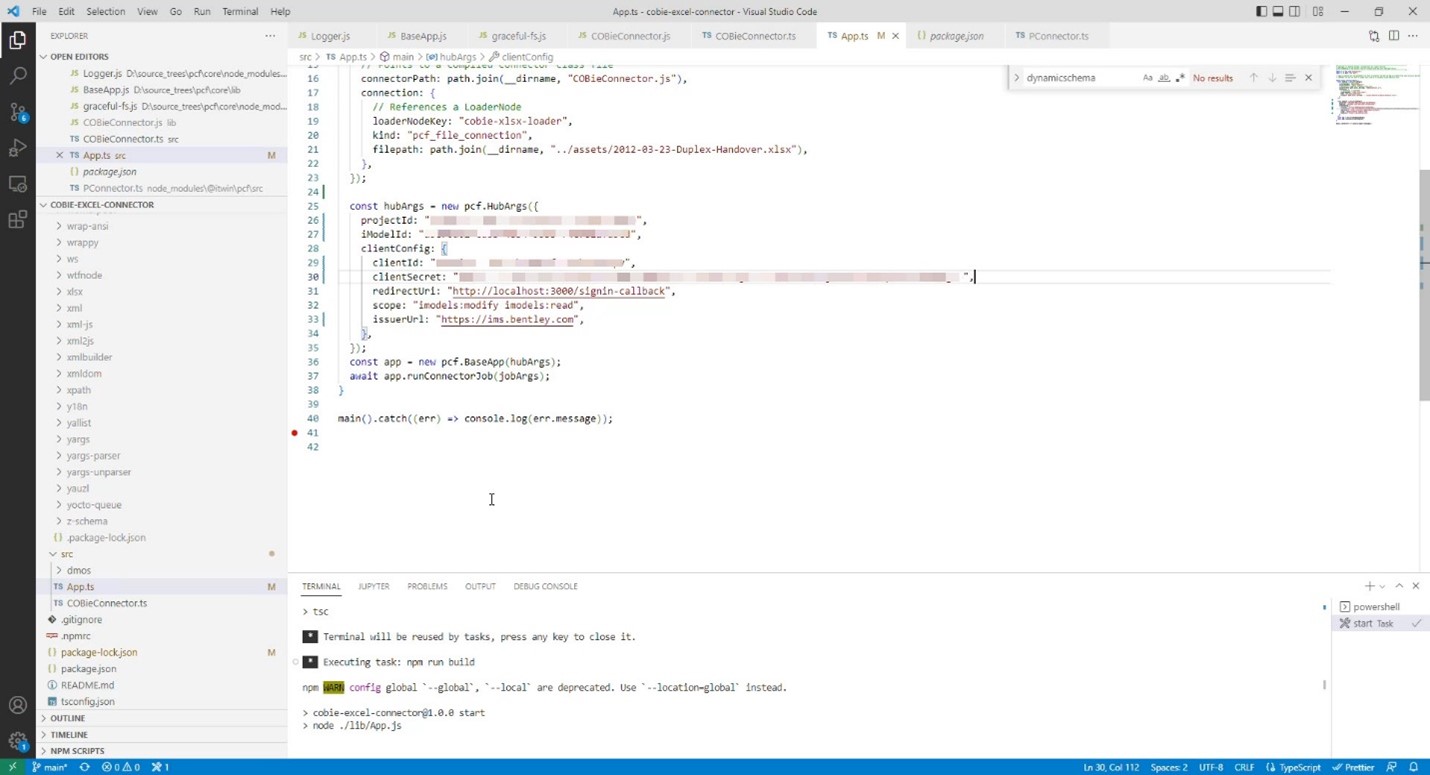 File Edit Selection View Go Run Terminal Help
App.ts - cobie-excel-connector - Visual Studio Code
EXPLORER
OPEN EDITORS
JS Logger.js D:\source_trees\pcf\core\node_modules...
JS BaseApp.js D:\source_trees\pcf\core\lib
JS graceful-fs.js D:\source_trees\pcf\core\node_mod...
JS COBieConnector.js lib
TS COBieConnector.ts src
TS App.ts src M
{} package.json
TS PConnector.ts node_modules\@itwin\pcf\src
COBIE-EXCEL-CONNECTOR
wrap-ansi
wrappy
ws
wtfnode
xlsx
xml
xml-js
xml2js
xmlbuilder
xmldom
xpath
y18n
yallist
yargs
yargs-parser
yargs-unparser
yauzl
yocto-queue
z-schema
{} .package-lock.json
src
dmos
TS App.ts M
TS COBieConnector.ts
.gitignore
.npmrc
{} package-lock.json M
{} package.json
README.md
tsconfig.json
OUTLINE
TIMELINE
NPM SCRIPTS
JS Logger.js JS BaseApp.js JS graceful-fs.js JS COBieConnector.js TS COBieConnector.ts TS App.ts M {} package.json TS PConnector.ts
src > TS App.ts > main > hubArgs > clientConfig
dynamicschema Aa ab No results
15 // Points to a compiled connector class file
16 connectorPath: path.join(__dirname, "COBieConnector.js"),
17 connection: {
18 // References a LoaderNode
19 loaderNodeKey: "cobie-xlsx-loader",
20 kind: "pcf_file_connection",
21 filepath: path.join(__dirname, "../assets/2012-03-23-Duplex-Handover.xlsx"),
22 },
23 });
24
25 const hubArgs = new pcf.HubArgs({
26 projectId: "",
27 iModelId: "",
28 clientConfig: {
29 clientId: "",
30 clientSecret: "",
31 redirectUri: "http://localhost:3000/signin-callback",
32 scope: "imodels:modify imodels:read",
33 issuerUrl: "https://ims.bentley.com",
34 },
35 });
36 const app = new pcf.BaseApp(hubArgs);
37 await app.runConnectorJob(jobArgs);
38 }
39
40 main().catch((err) => console.log(err.message));
41
42
TERMINAL JUPYTER PROBLEMS OUTPUT DEBUG CONSOLE
> tsc
* Terminal will be reused by tasks, press any key to close it.
* Executing task: npm run build
npm WARN config global `--global`, `--local` are deprecated. Use `--location=global` instead.
> cobie-excel-connector@1.0.0 start
> node ./lib/App.js
powershell
start Task
main* 0 0 1
Ln 30, Col 112 Spaces: 2 UTF-8 CRLF {} TypeScript Prettier